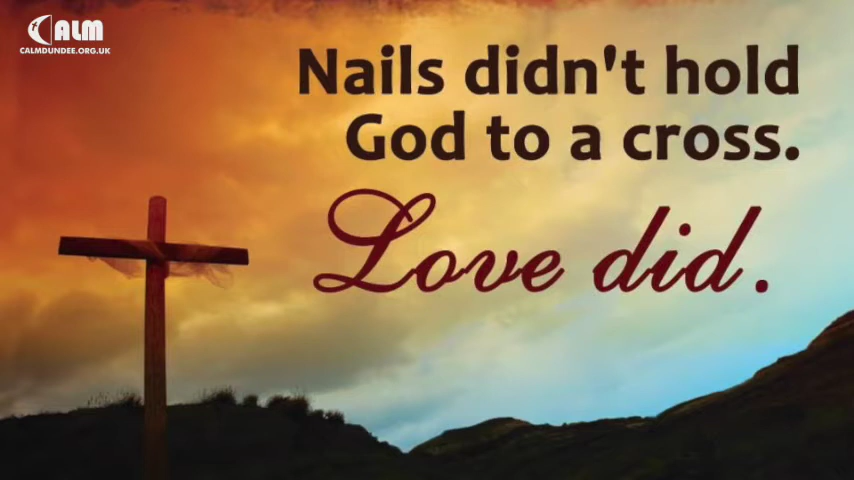 CALM
CALMDUNDEE.ORG.UK
Nails didn't hold
God to a cross.
Love did.